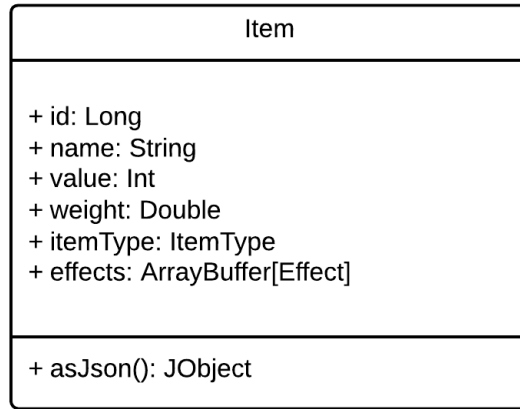 Item
+ id: Long
+ name: String
+ value: Int
+ weight: Double
+ itemType: ItemType
+ effects: ArrayBuffer[Effect]
+ asJson(): JObject